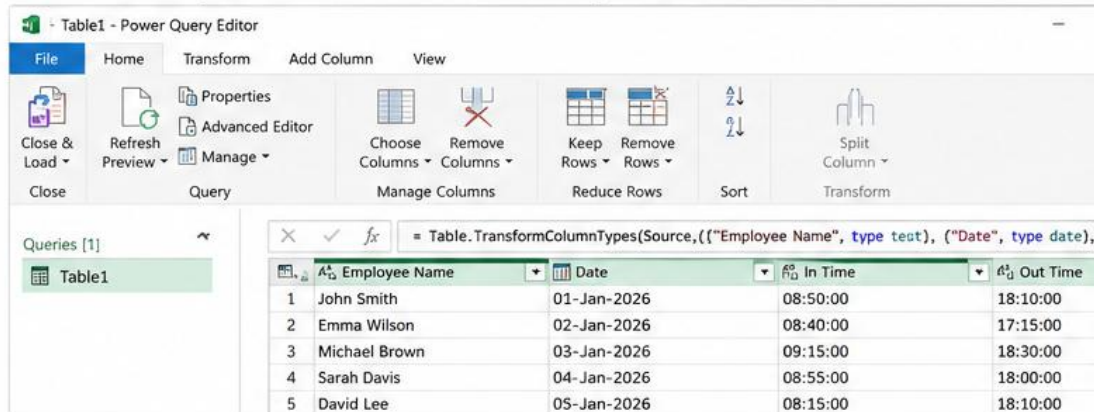 - Table1 - Power Query Editor
File Home Transform Add Column View
Close & Load
Refresh Preview
Properties
Advanced Editor
Manage
Choose Columns
Remove Columns
Keep Rows
Remove Rows
Split Column
Close
Query
Manage Columns
Reduce Rows
Sort
Transform
Queries [1]
Table1
fx = Table.TransformColumnTypes(Source,(("Employee Name", type teut), ("Date", type date),
Employee Name Date In Time Out Time
1 John Smith 01-Jan-2026 08:50:00 18:10:00
2 Emma Wilson 02-Jan-2026 08:40:00 17:15:00
3 Michael Brown 03-Jan-2026 09:15:00 18:30:00
4 Sarah Davis 04-Jan-2026 08:55:00 18:00:00
5 David Lee 05-Jan-2026 08:15:00 18:10:00